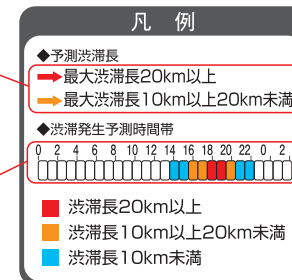 凡 例
◆予測渋滞長
最大渋滞長20km以上
最大渋滞長10km以上20km未満
◆渋滞発生予測時間帯
0 2 4 6 8 10 12 14 16 18 20 22 0 2
渋滞長20km以上
渋滞長10km以上20km未満
渋滞長10km未満